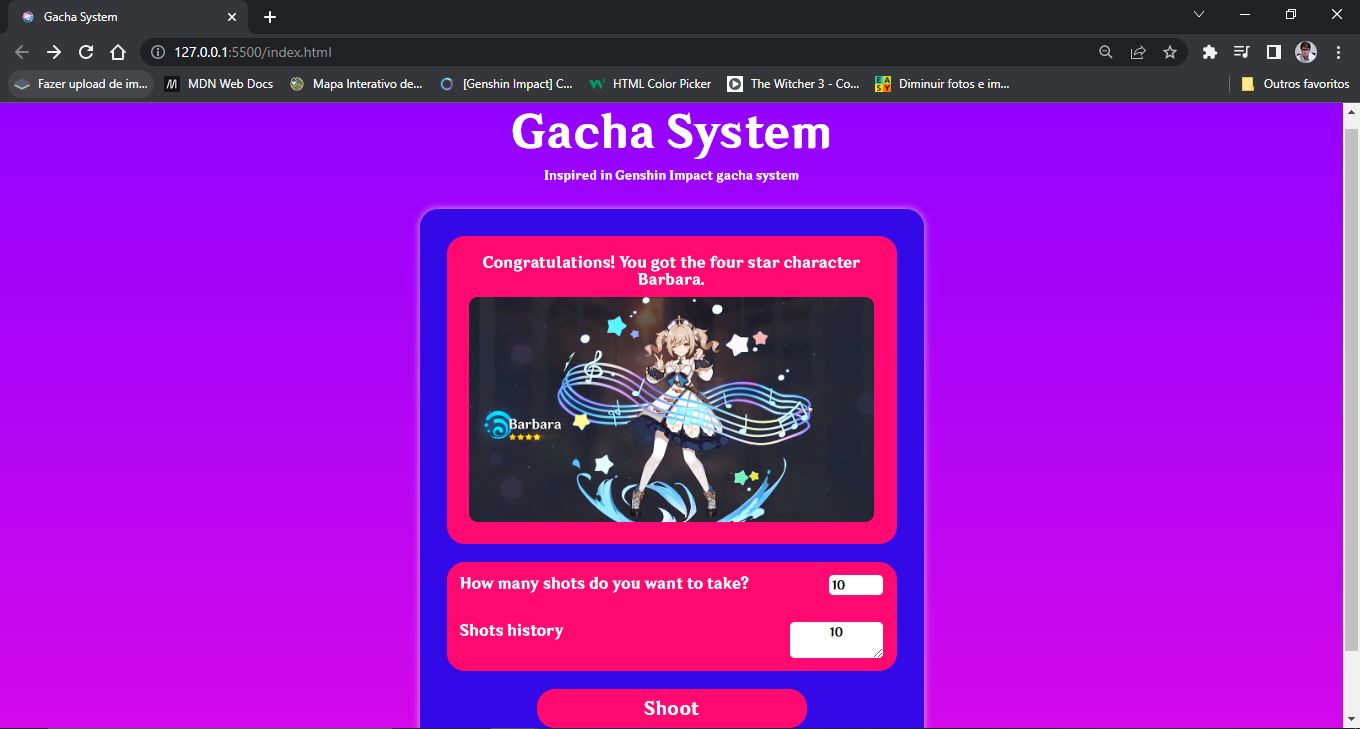 Gacha System
127.0.0.1:5500/index.html
Fazer upload de im...
M MDN Web Docs
Mapa Interativo de...
[Genshin Impact] C...
HTML Color Picker
The Witcher 3 - Co...
EA
SY
Diminuir fotos e im...
Outros favoritos
Gacha System
Inspired in Genshin Impact gacha system
Congratulations! You got the four star character
Barbara.
Barbara
How many shots do you want to take?
10
Shots history
10
Shoot